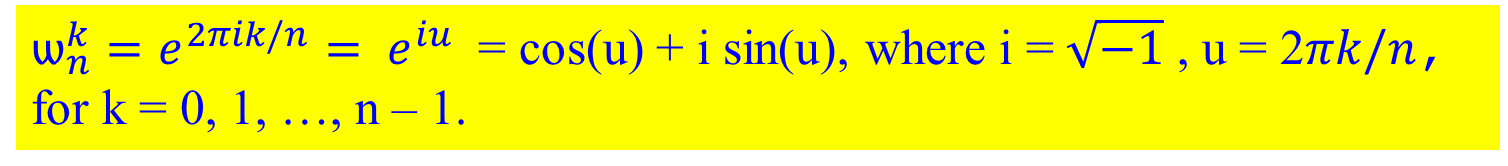 ω_n^k = e^{2πik/n} = e^{iu} = cos(u) + i sin(u), where i = √−1 , u = 2πk/n,
for k = 0, 1, …, n – 1.